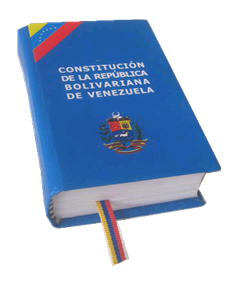 CONSTITUCIÓN
DE LA REPÚBLICA
BOLIVARIANA
DE VENEZUELA